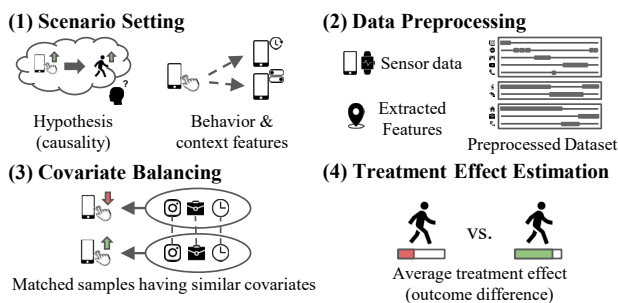 (1) Scenario Setting
?
Hypothesis
(causality)
Behavior &
context features
(2) Data Preprocessing
Sensor data
Extracted
Features
Preprocessed Dataset
(3) Covariate Balancing
Matched samples having similar covariates
(4) Treatment Effect Estimation
vs.
Average treatment effect
(outcome difference)